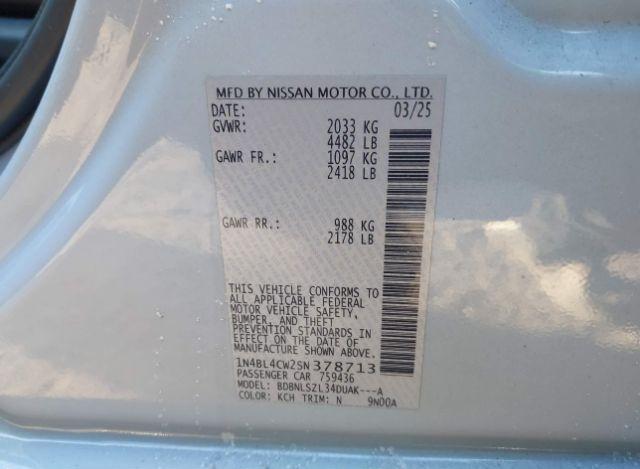 MFD BY NISSAN MOTOR CO., LTD.
DATE: 03/25
GVWR: 2033 KG
4482 LB
GAWR FR.: 1097 KG
2418 LB
GAWR RR.: 988 KG
2178 LB
THIS VEHICLE CONFORMS TO
ALL APPLICABLE FEDERAL
MOTOR VEHICLE SAFETY,
BUMPER, AND THEFT
PREVENTION STANDARDS IN
EFFECT ON THE DATE OF
MANUFACTURE SHOWN ABOVE.
1N4BL4CW2SN378713
PASSENGER CAR 759436
MODEL: BDBNLSZL34DUAK---A
COLOR: KCH TRIM: N 9N00A